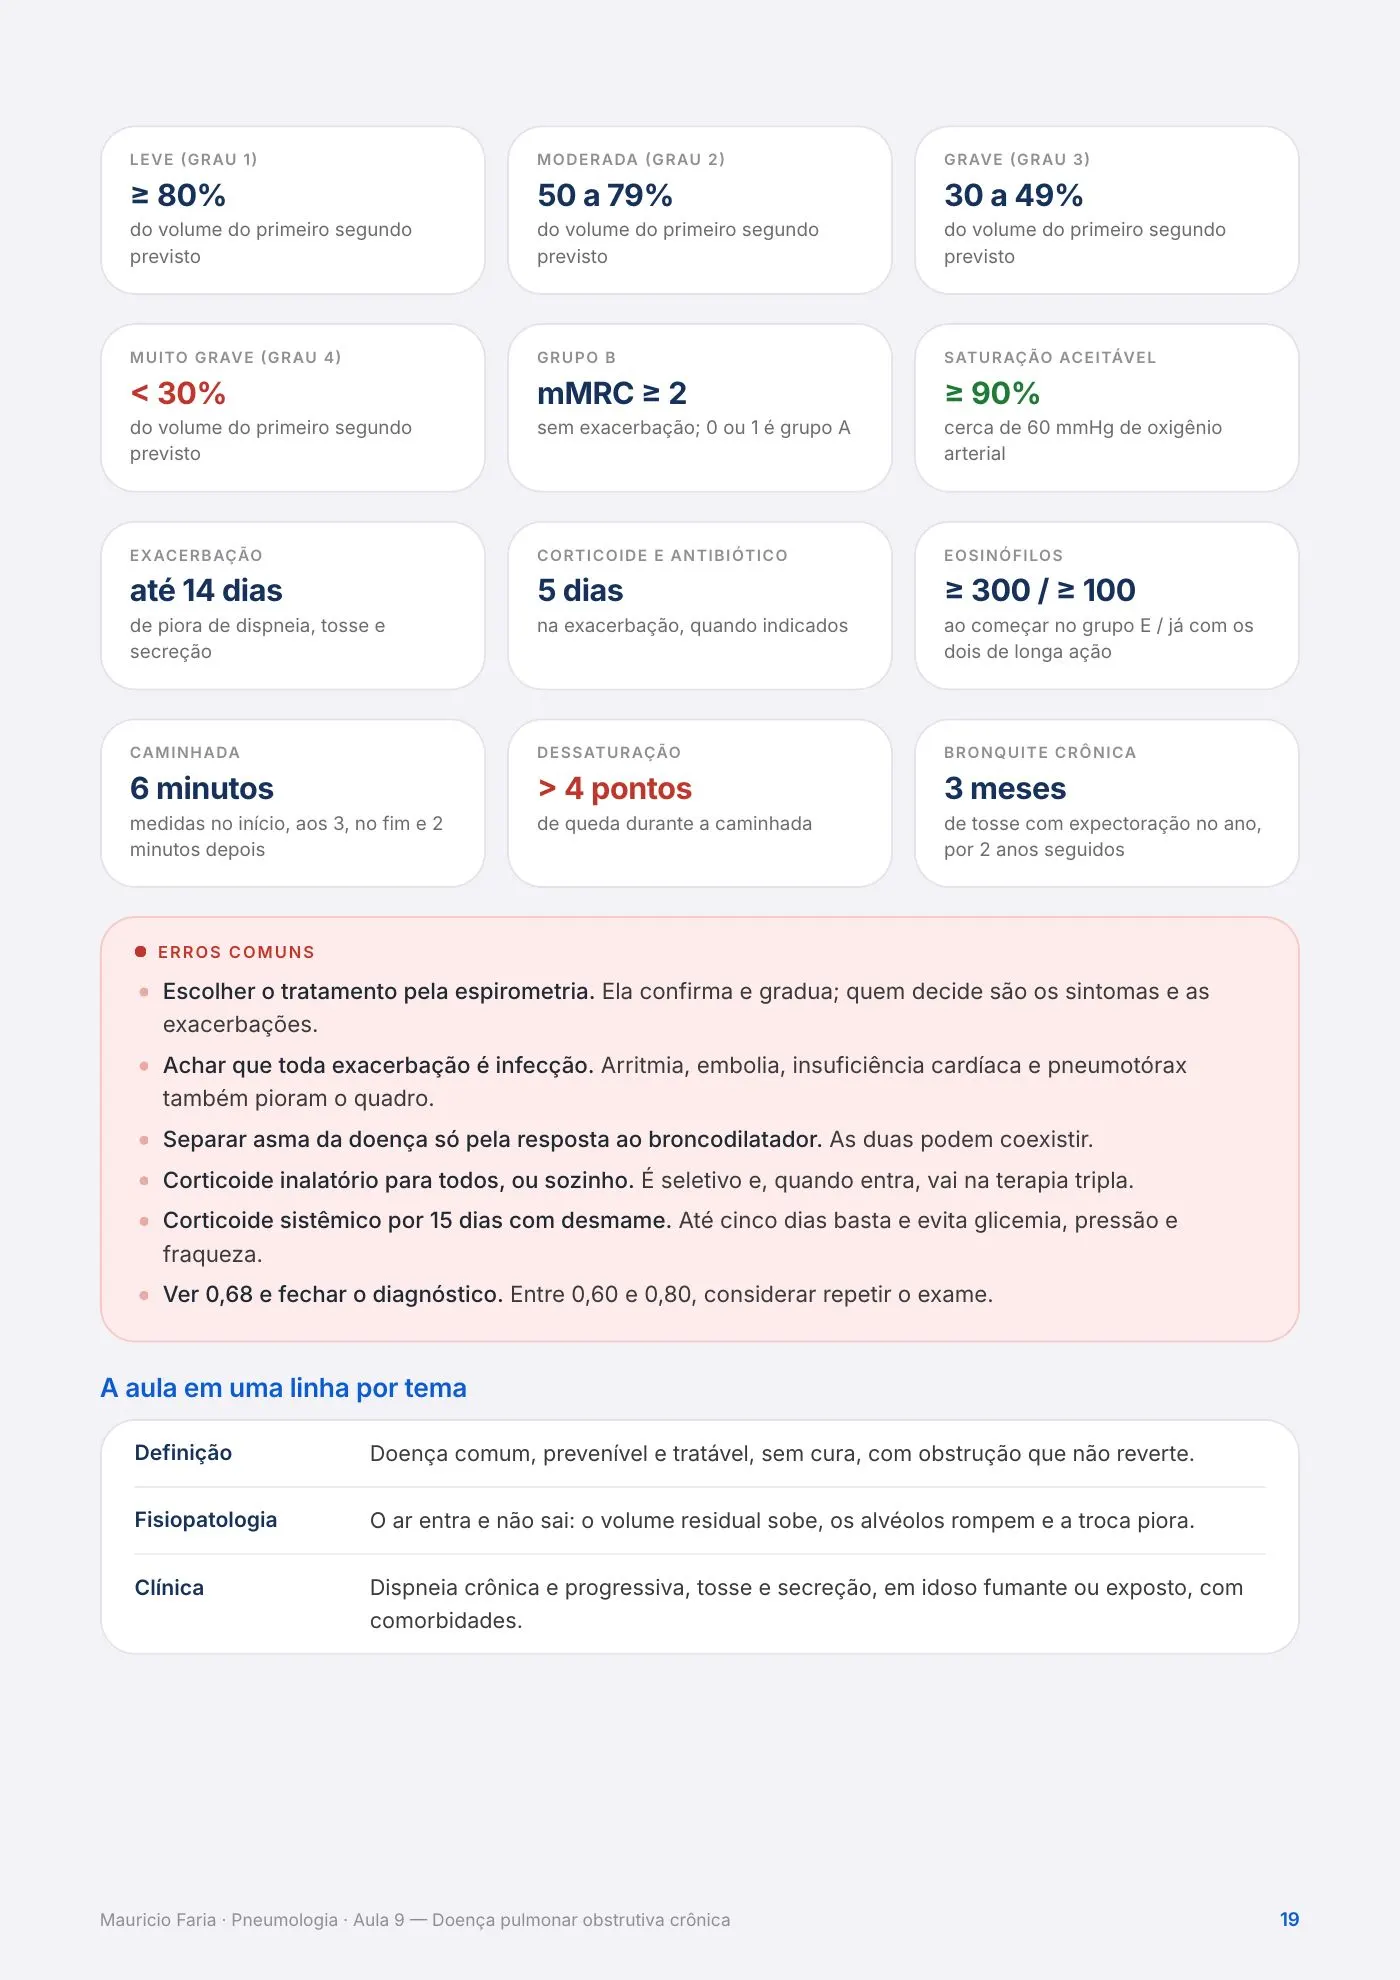 LEVE (GRAU 1)
≥ 80%
do volume do primeiro segundo
previsto
MODERADA (GRAU 2)
50 a 79%
do volume do primeiro segundo
previsto
GRAVE (GRAU 3)
30 a 49%
do volume do primeiro segundo
previsto
MUITO GRAVE (GRAU 4)
< 30%
do volume do primeiro segundo
previsto
GRUPO B
mMRC ≥ 2
sem exacerbação; 0 ou 1 é grupo A
SATURAÇÃO ACEITÁVEL
≥ 90%
cerca de 60 mmHg de oxigênio
arterial
EXACERBAÇÃO
até 14 dias
de piora de dispneia, tosse e
secreção
CORTICOIDE E ANTIBIÓTICO
5 dias
na exacerbação, quando indicados
EOSINÓFILOS
≥ 300 / ≥ 100
ao começar no grupo E / já com os
dois de longa ação
CAMINHADA
6 minutos
medidas no início, aos 3, no fim e 2
minutos depois
DESSATURAÇÃO
> 4 pontos
de queda durante a caminhada
BRONQUITE CRÔNICA
3 meses
de tosse com expectoração no ano,
por 2 anos seguidos
ERROS COMUNS
Escolher o tratamento pela espirometria. Ela confirma e gradua; quem decide são os sintomas e as
exacerbações.
Achar que toda exacerbação é infecção. Arritmia, embolia, insuficiência cardíaca e pneumotórax
também pioram o quadro.
Separar asma da doença só pela resposta ao broncodilatador. As duas podem coexistir.
Corticoide inalatório para todos, ou sozinho. É seletivo e, quando entra, vai na terapia tripla.
Corticoide sistêmico por 15 dias com desmame. Até cinco dias basta e evita glicemia, pressão e
fraqueza.
Ver 0,68 e fechar o diagnóstico. Entre 0,60 e 0,80, considerar repetir o exame.
A aula em uma linha por tema
Definição
Doença comum, prevenível e tratável, sem cura, com obstrução que não reverte.
Fisiopatologia
O ar entra e não sai: o volume residual sobe, os alvéolos rompem e a troca piora.
Clínica
Dispneia crônica e progressiva, tosse e secreção, em idoso fumante ou exposto, com
comorbidades.
Mauricio Faria · Pneumologia · Aula 9 — Doença pulmonar obstrutiva crônica
19